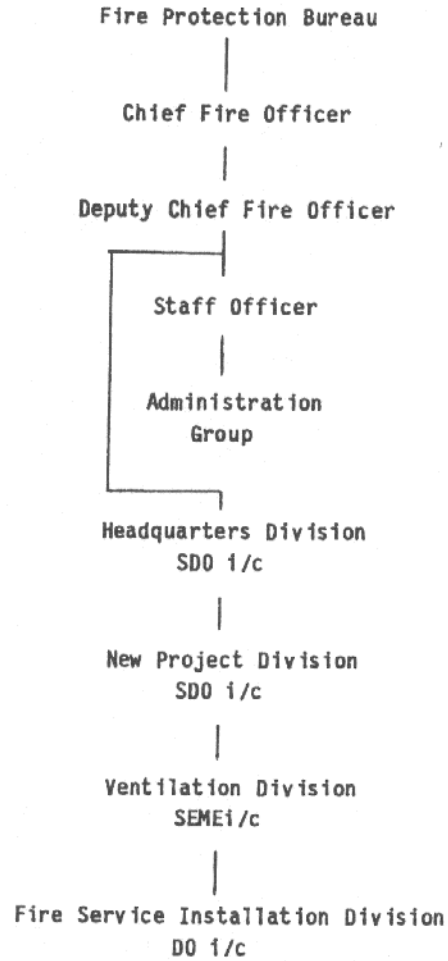 Fire Protection Bureau
Chief Fire Officer
Deputy Chief Fire Officer
Staff Officer
Administration
Group
Headquarters Division
SDO i/c
New Project Division
SDO i/c
Ventilation Division
SEMEi/c
Fire Service Installation Division
DO i/c